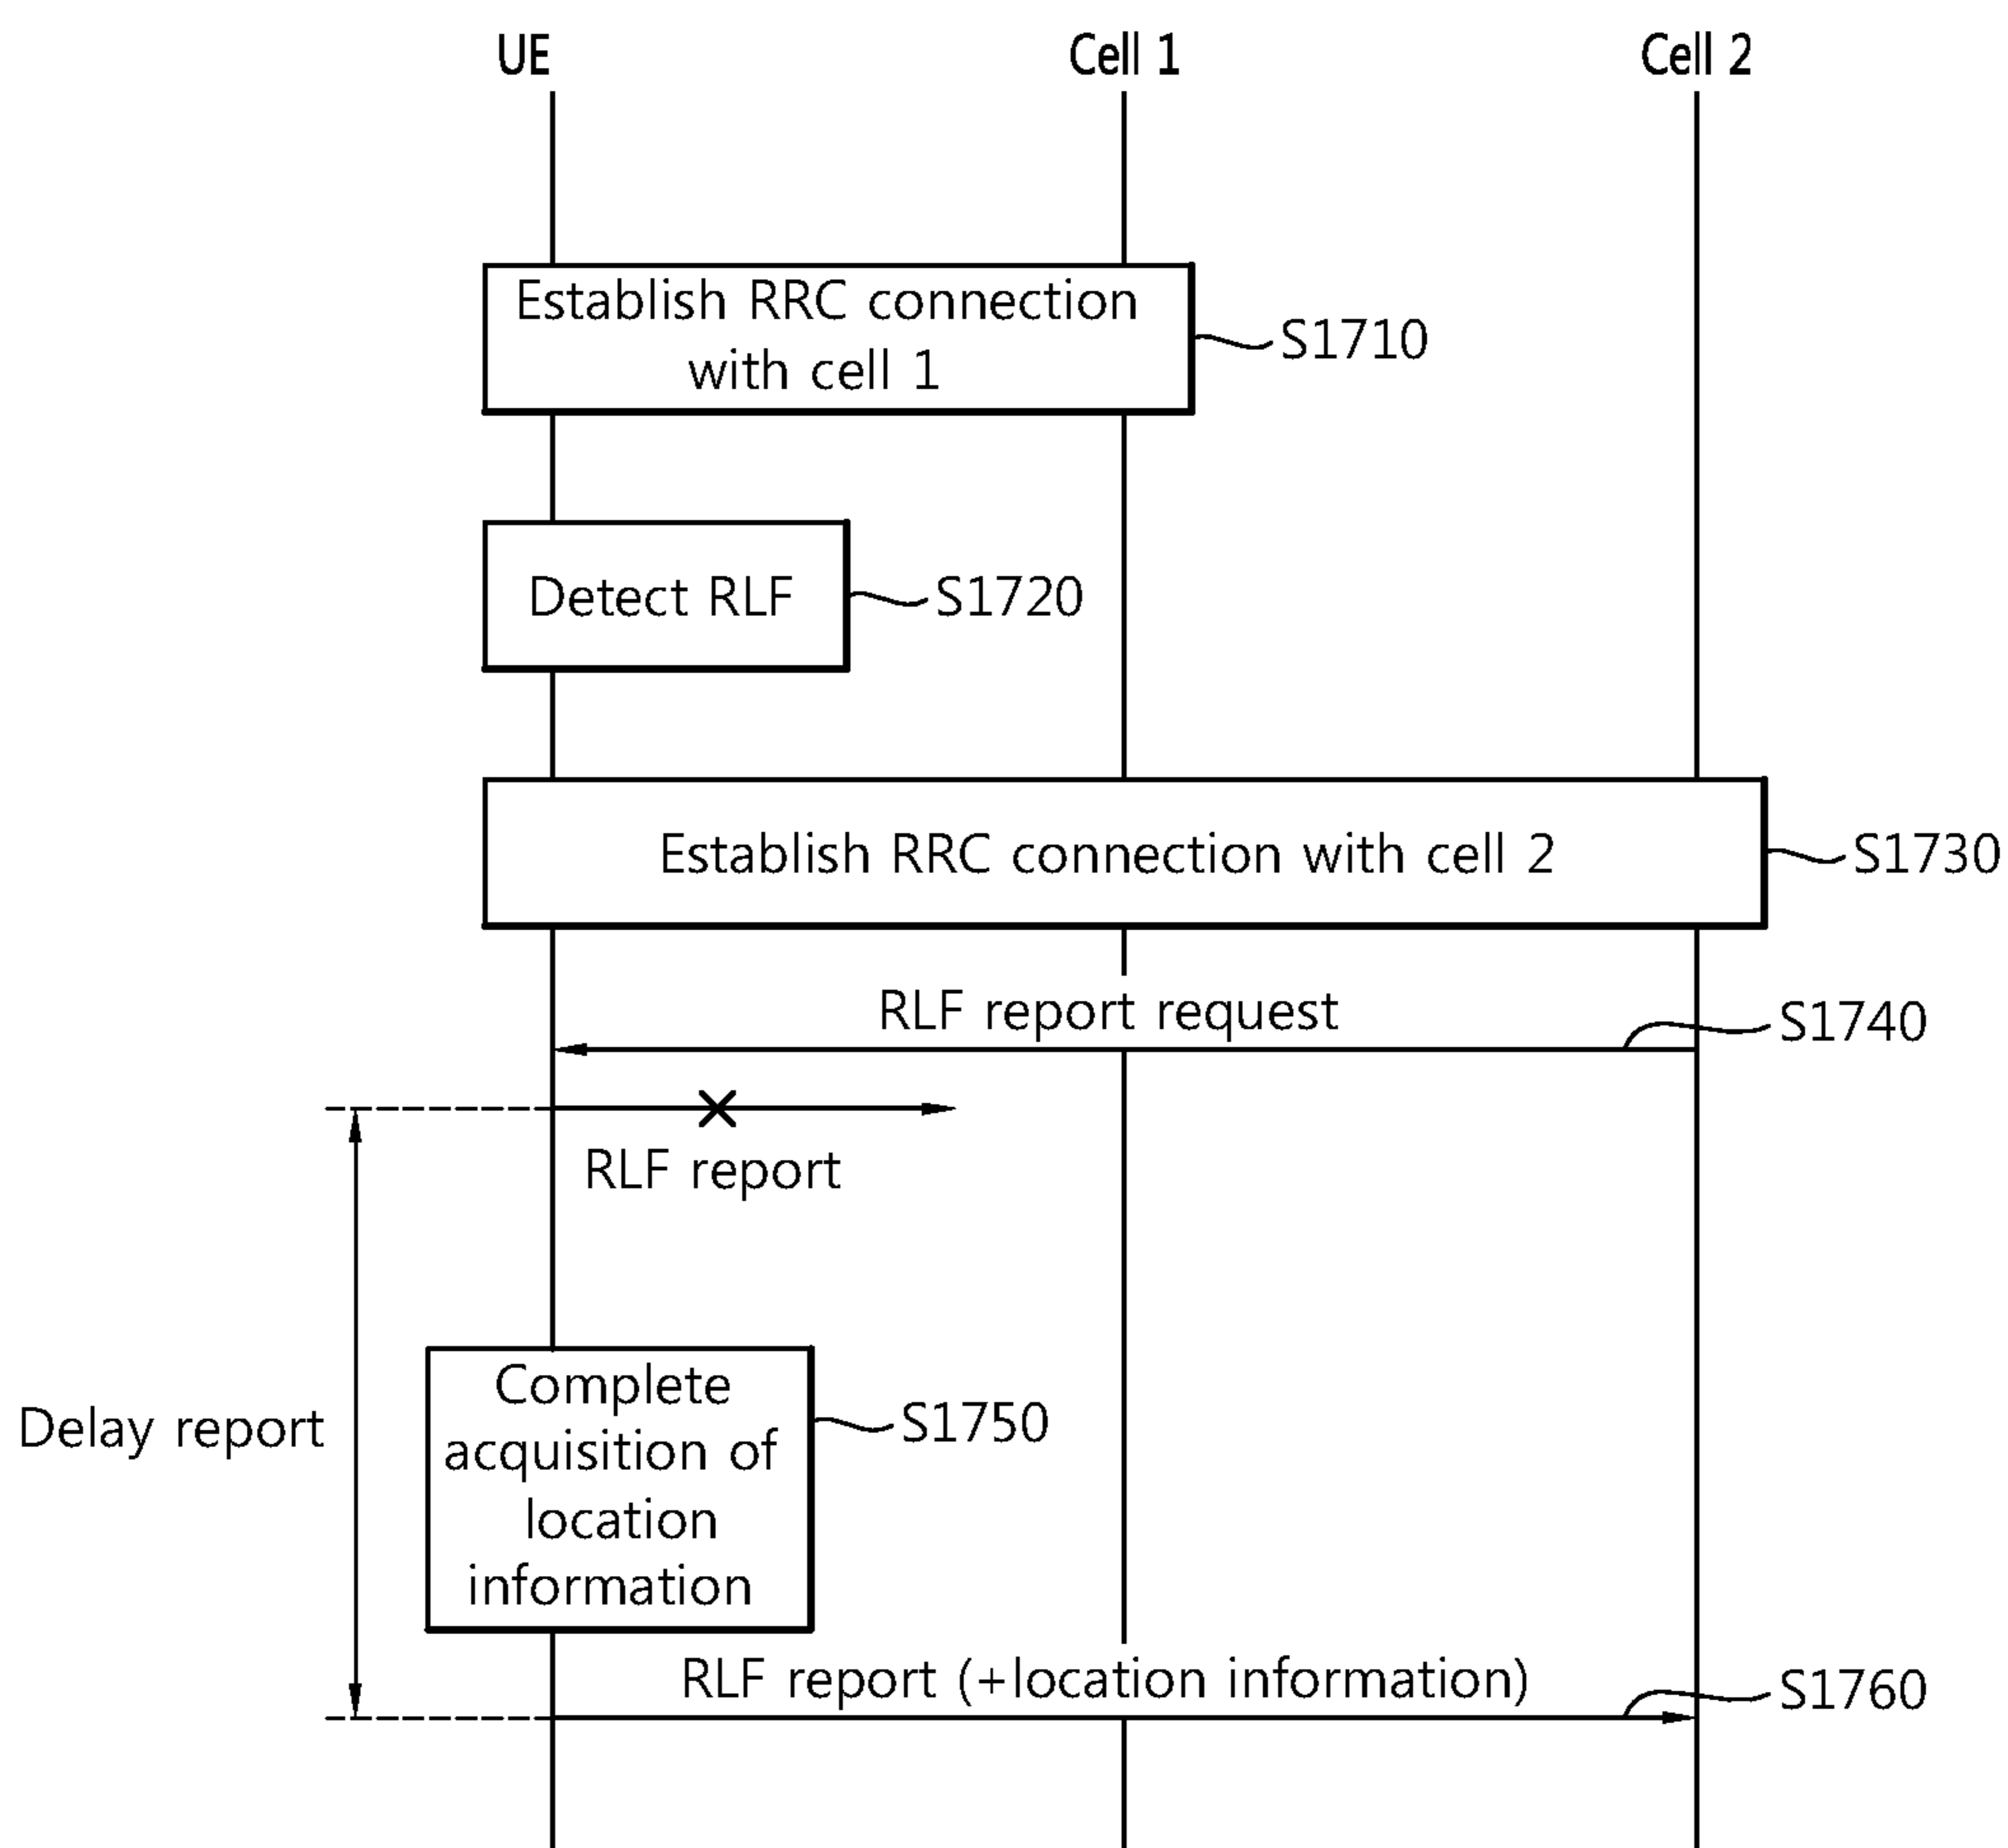 UE
Cell 1
Cell 2
Establish RRC connection
with cell 1
S1710
Detect RLF
S1720
Establish RRC connection with cell 2
S1730
RLF report request
S1740
RLF report
Delay report
Complete
acquisition of
location
information
S1750
RLF report (+location information)
S1760